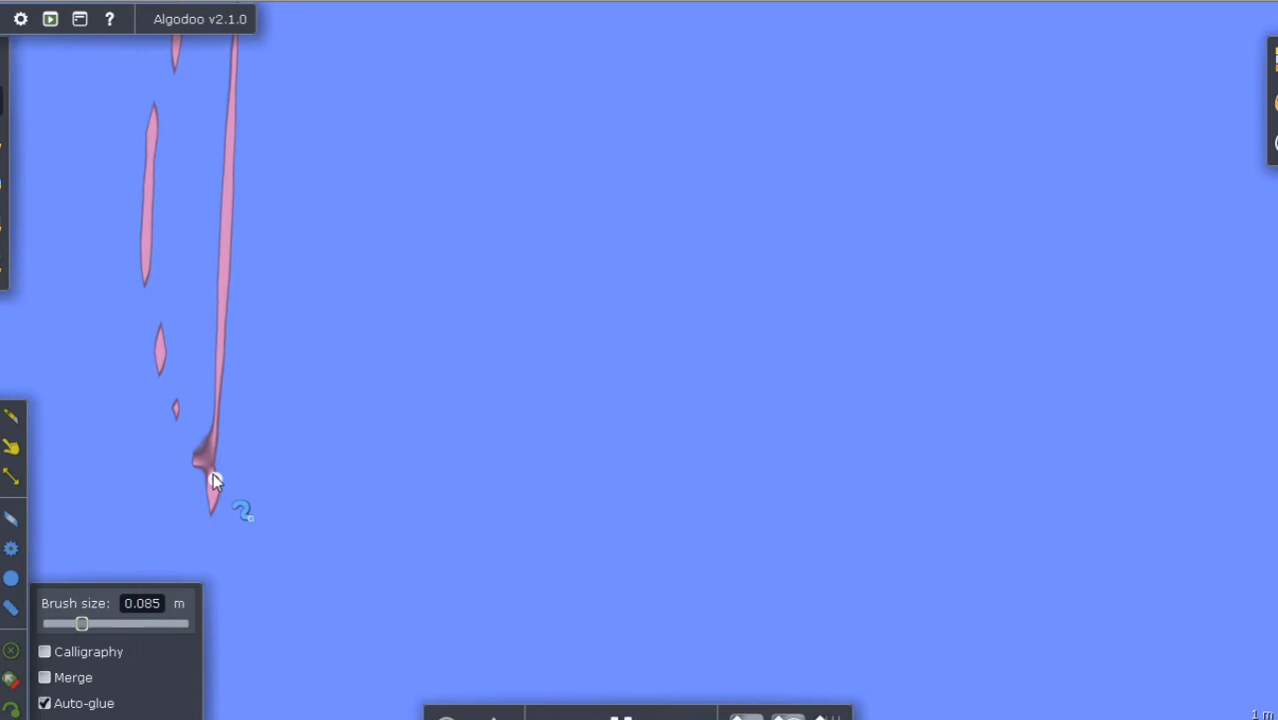 ? Algodoo v2.1.0
Brush size: 0.085 m
Calligraphy
Merge
Auto-glue
1 m